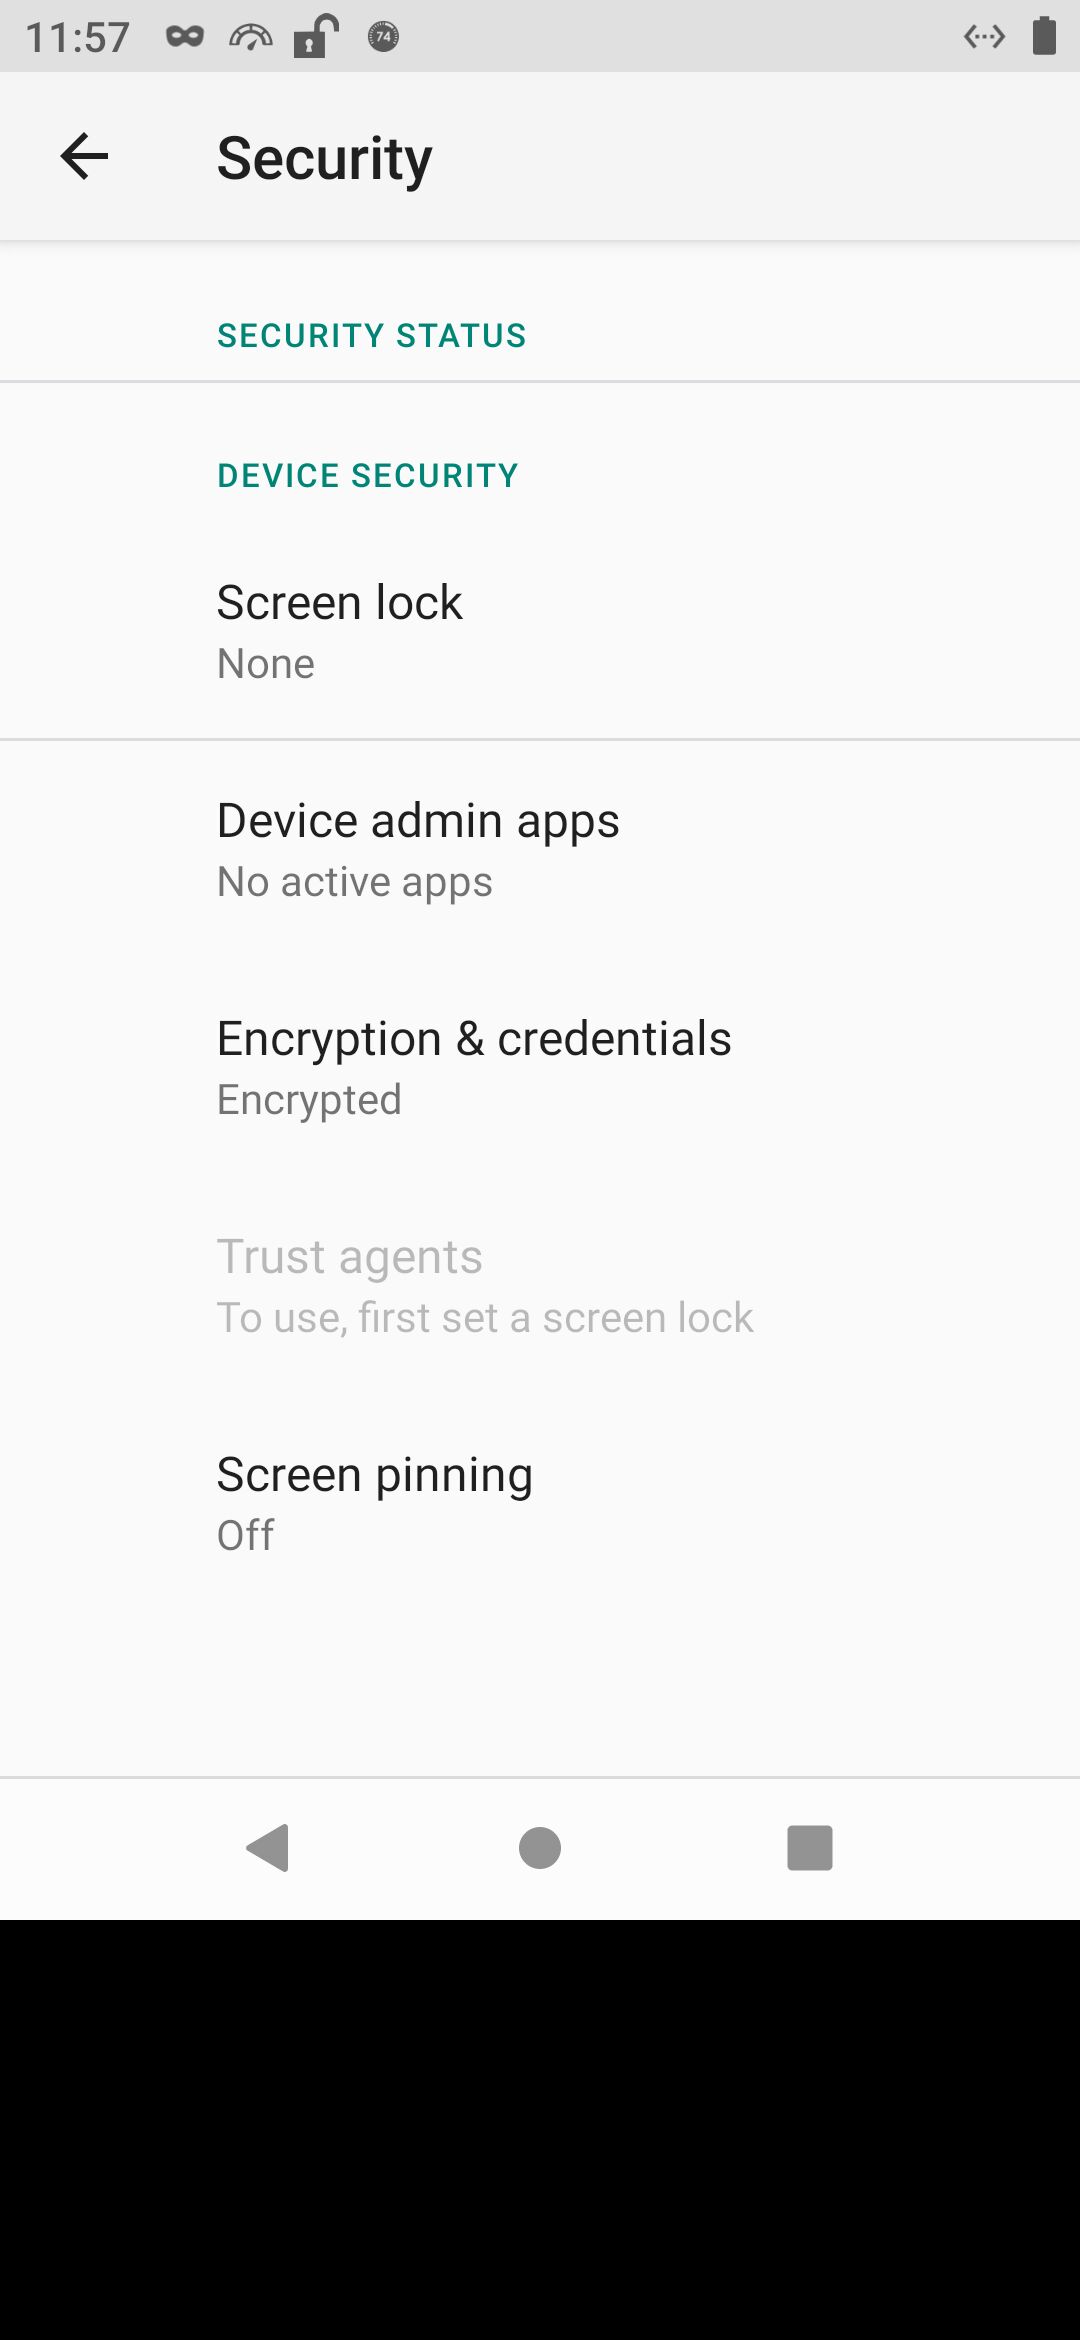 11:57
74
Security
SECURITY STATUS
DEVICE SECURITY
Screen lock
None
Device admin apps
No active apps
Encryption & credentials
Encrypted
Trust agents
To use, first set a screen lock
Screen pinning
Off